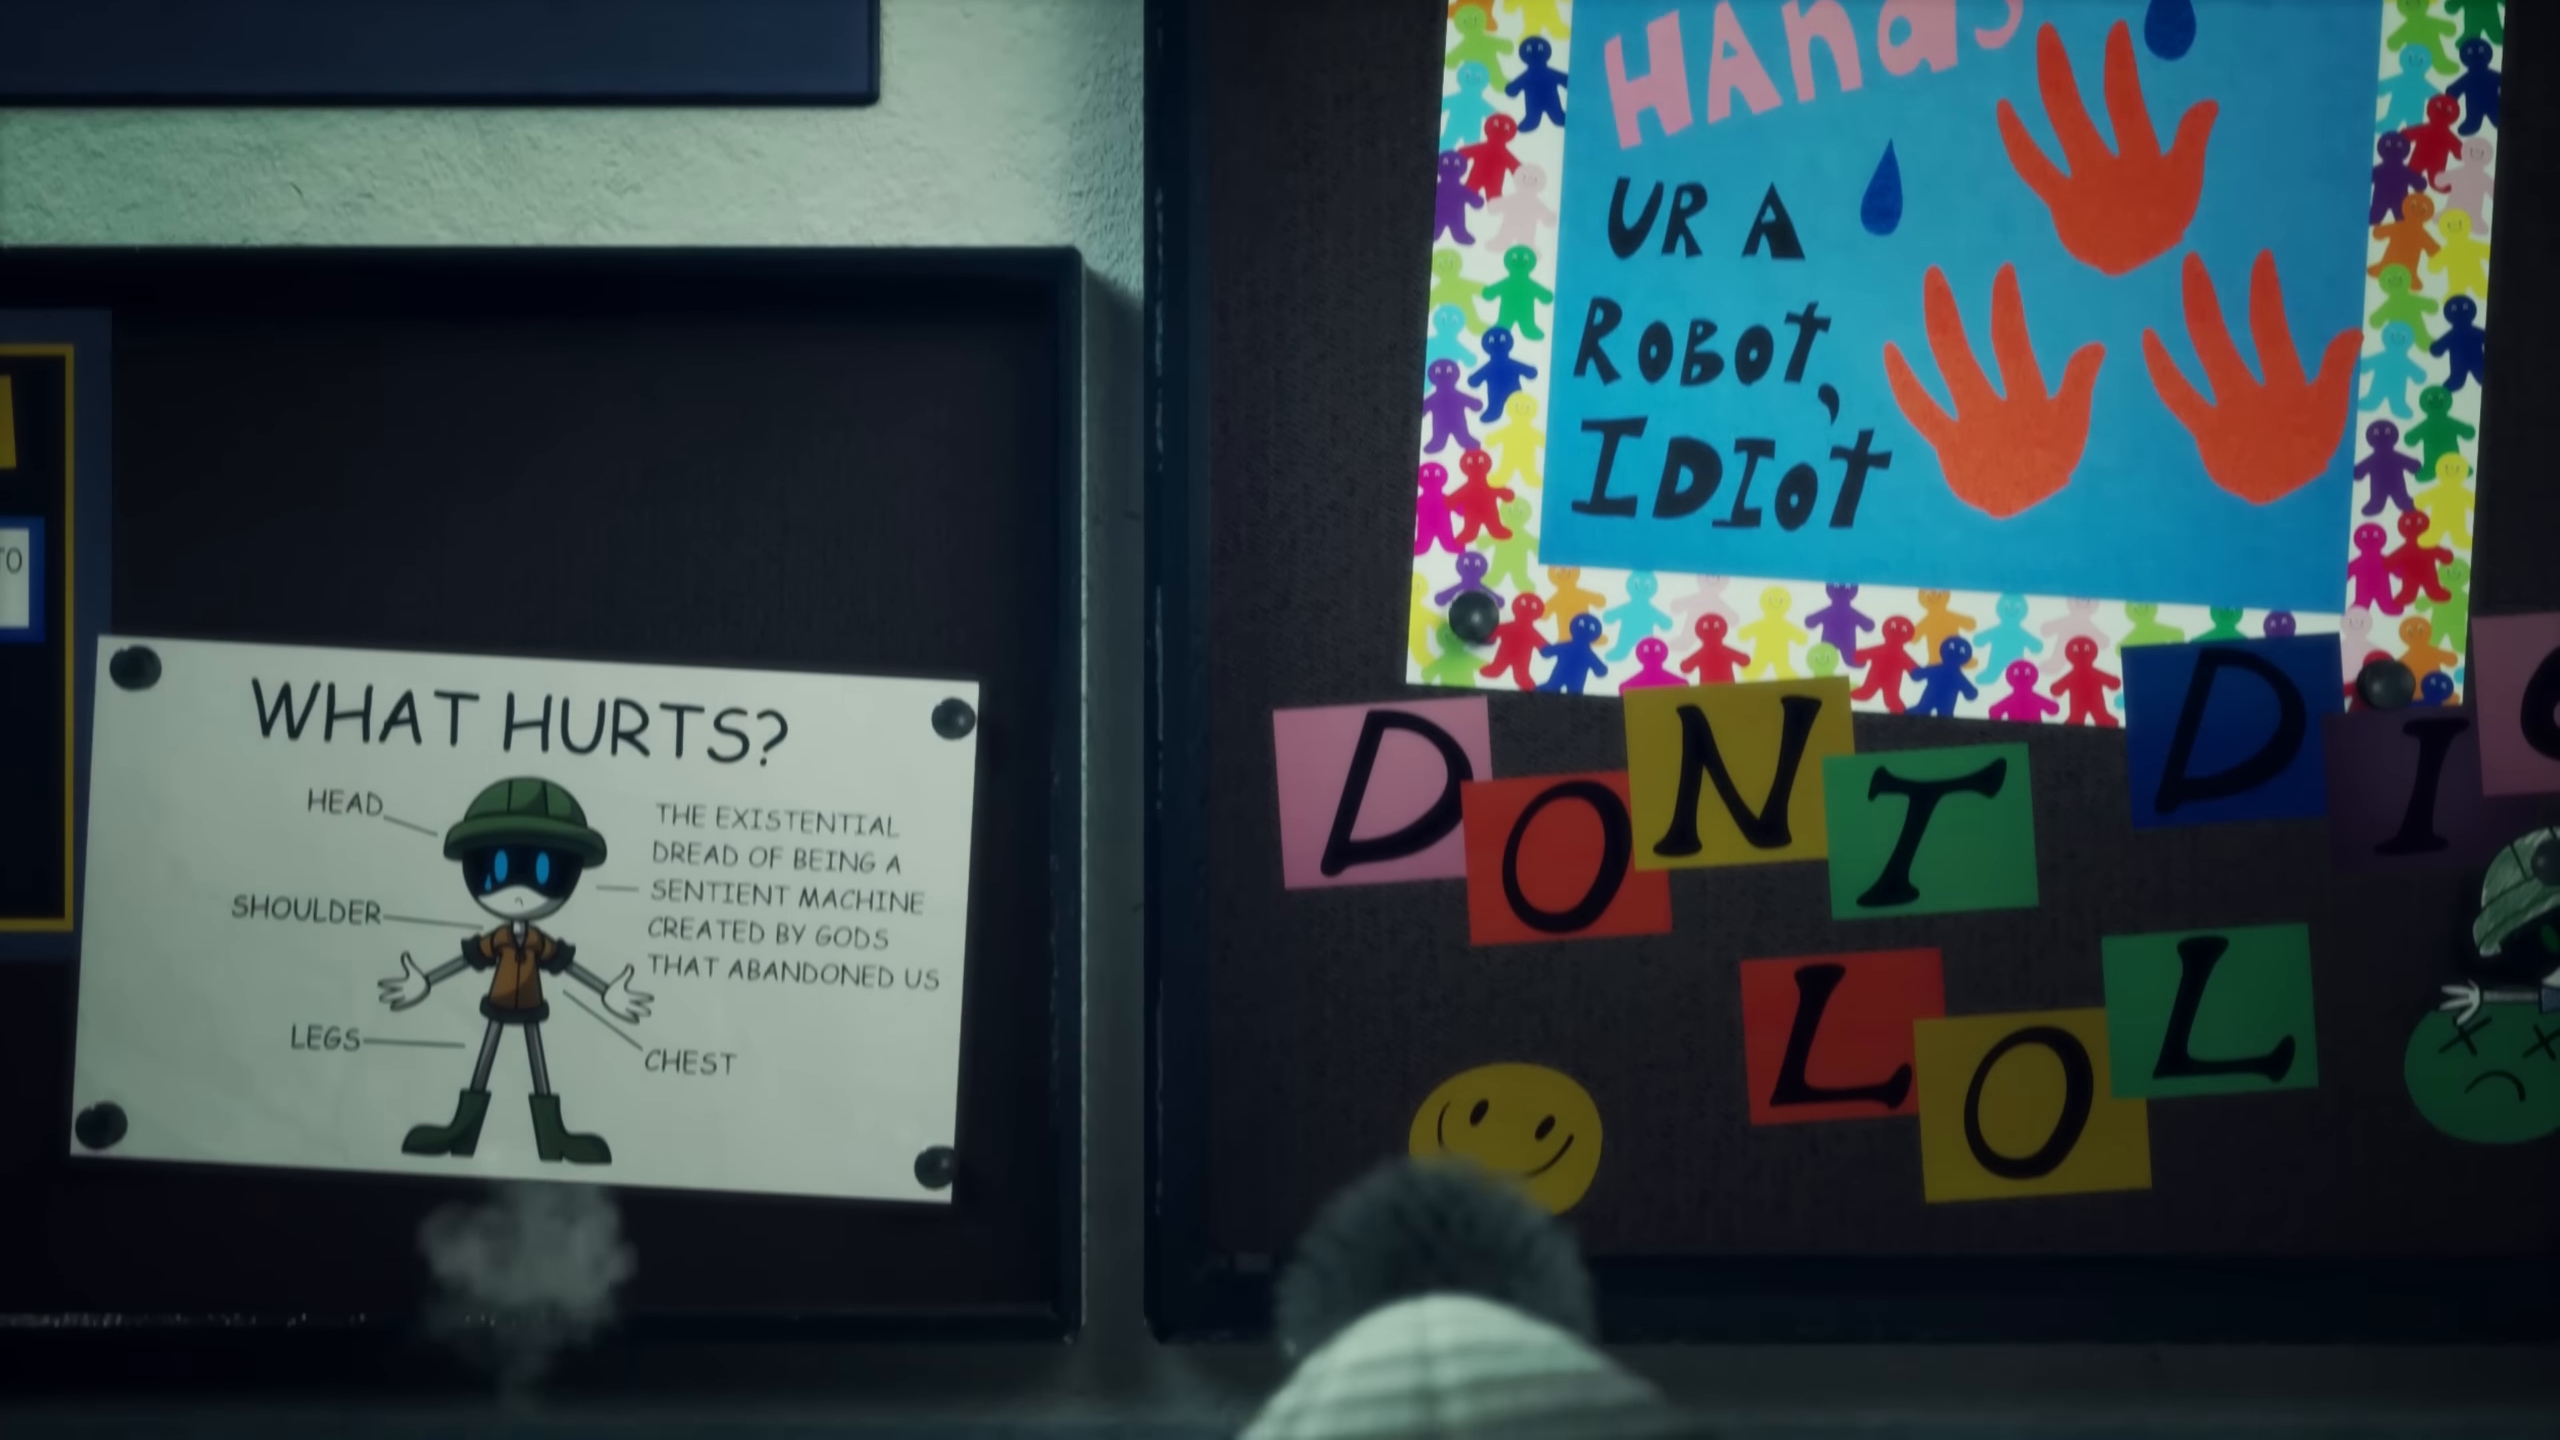 TO
WHAT HURTS?
HEAD
SHOULDER
LEGS
THE EXISTENTIAL
DREAD OF BEING A
SENTIENT MACHINE
CREATED BY GODS
THAT ABANDONED US
CHEST
HAnds
UR A
ROBOT,
IDIOT
DONT DI
LOL